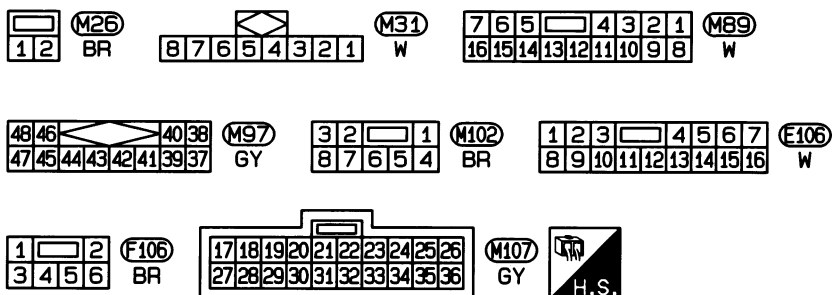 M26
1 2 BR
M31
8 7 6 5 4 3 2 1 W
7 6 5 4 3 2 1 M89
16 15 14 13 12 11 10 9 8 W
48 46 40 38 M97
47 45 44 43 42 41 39 37 GY
3 2 1 M102
8 7 6 5 4 BR
1 2 3 4 5 6 7 E106
8 9 10 11 12 13 14 15 16 W
1 2 F106
3 4 5 6 BR
17 18 19 20 21 22 23 24 25 26 M107
27 28 29 30 31 32 33 34 35 36 GY
H.S.